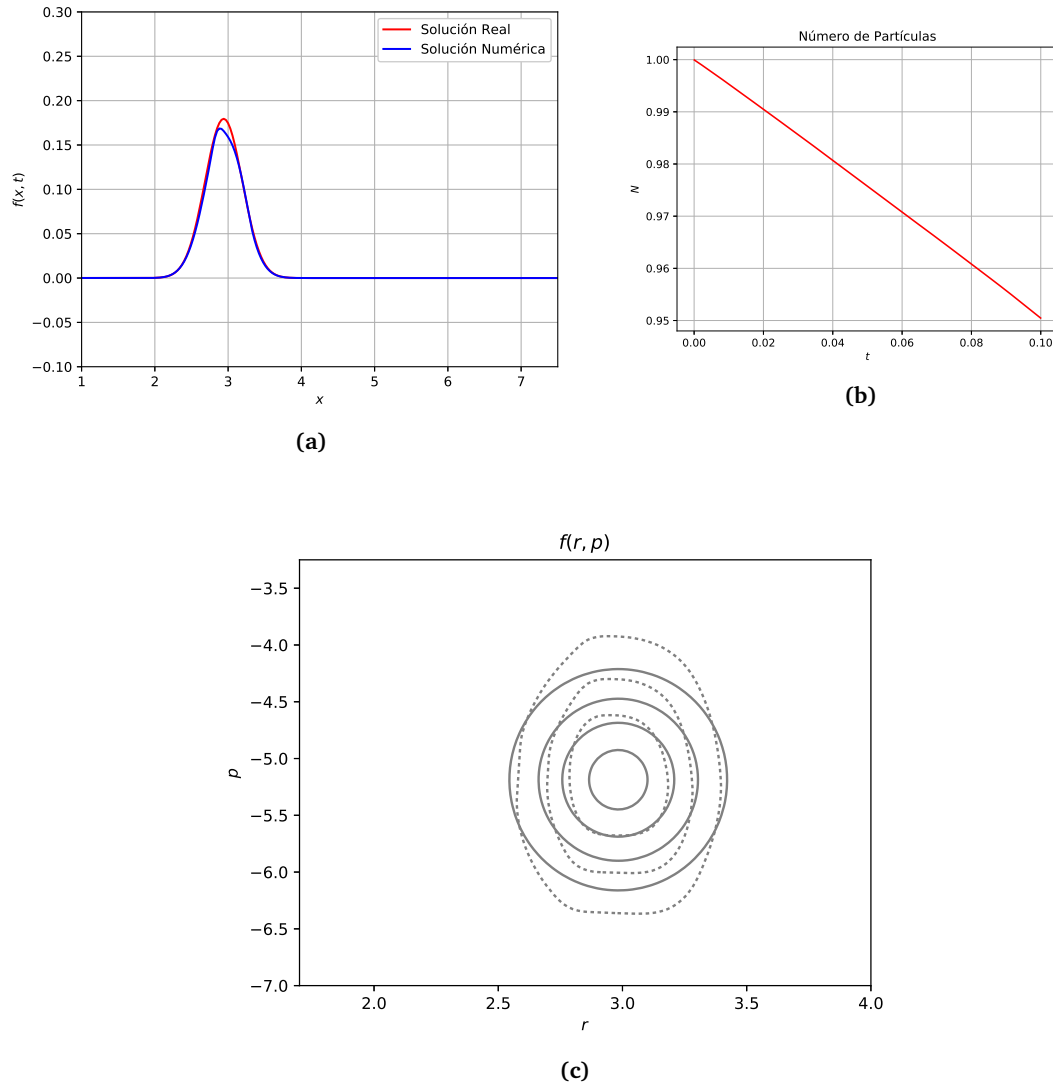 0.30
0.25
0.20
0.15
0.10
0.05
0.00
−0.05
−0.10
f(x, t)
1 2 3 4 5 6 7
x
Solución Real
Solución Numérica
(a)
Número de Partículas
1.00
0.99
0.98
0.97
0.96
0.95
N
0.00 0.02 0.04 0.06 0.08 0.10
t
(b)
f(r, p)
−3.5
−4.0
−4.5
−5.0
−5.5
−6.0
−6.5
−7.0
p
2.0 2.5 3.0 3.5 4.0
r
(c)